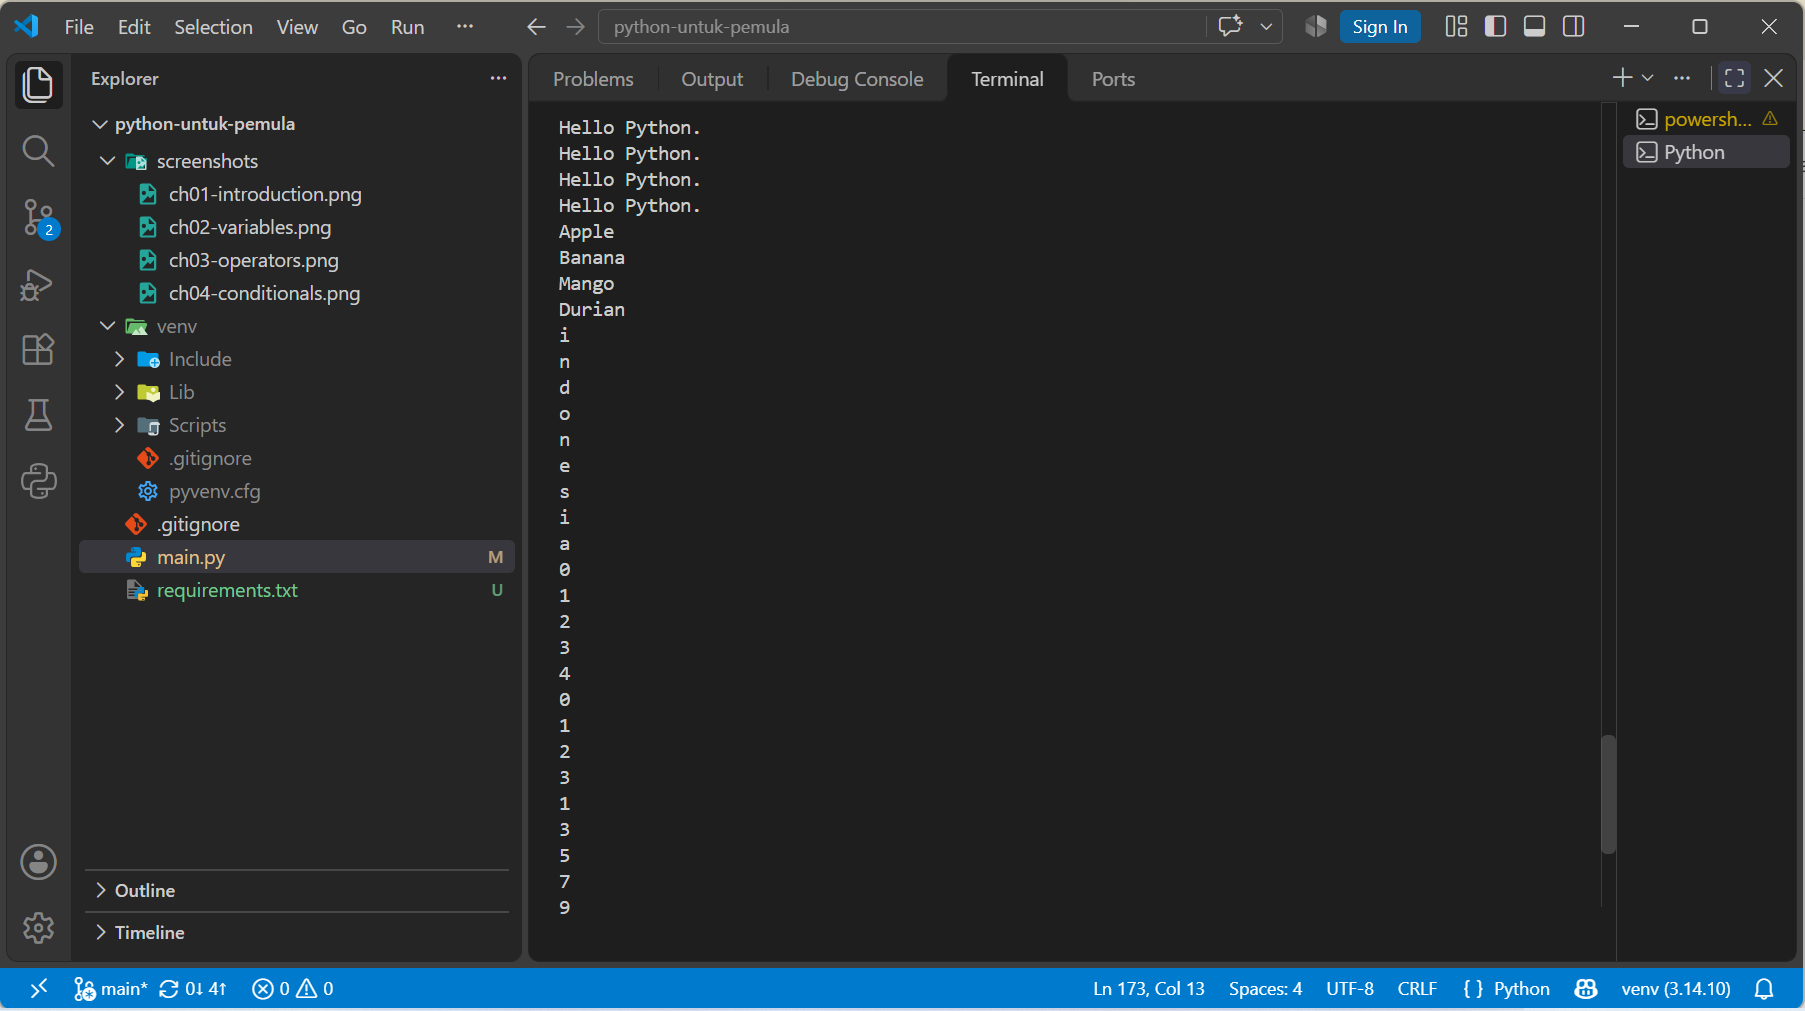 File Edit Selection View Go Run ...
python-untuk-pemula
Sign In
Explorer
python-untuk-pemula
screenshots
ch01-introduction.png
ch02-variables.png
ch03-operators.png
ch04-conditionals.png
2
venv
Include
Lib
Scripts
.gitignore
pyvenv.cfg
.gitignore
main.py M
requirements.txt U
Outline
Timeline
Problems Output Debug Console Terminal Ports
Hello Python.
Hello Python.
Hello Python.
Hello Python.
Apple
Banana
Mango
Durian
i
n
d
o
n
e
s
i
a
0
1
2
3
4
0
1
2
3
1
3
5
7
9
powersh...
Python
main* 0↓ 4↑ 0 0 Ln 173, Col 13 Spaces: 4 UTF-8 CRLF { } Python venv (3.14.10)